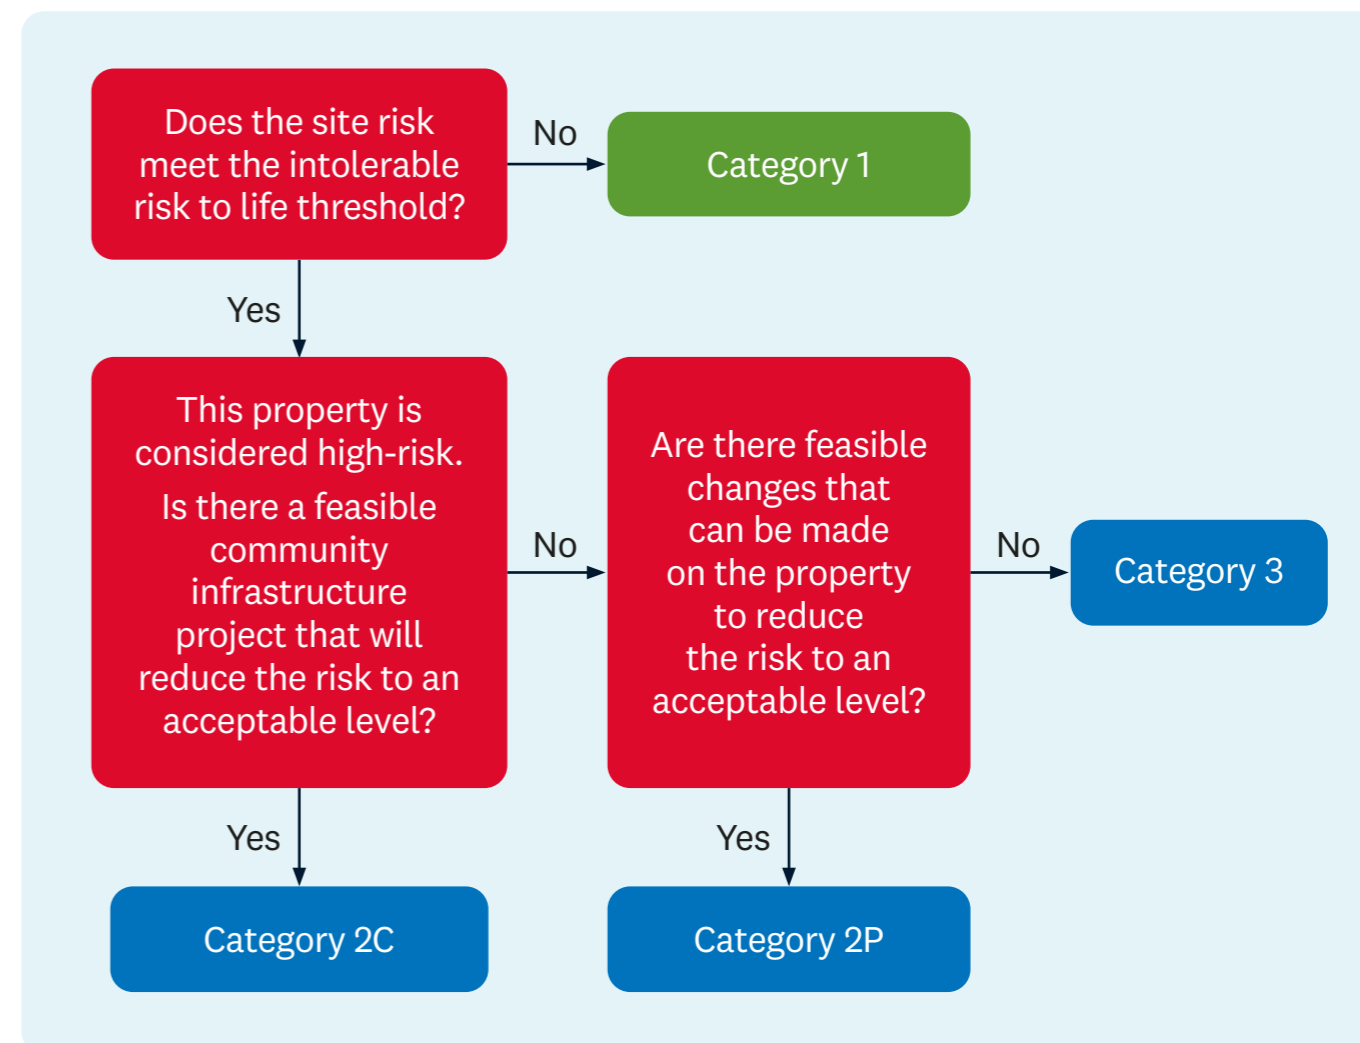 Does the site risk
meet the intolerable
risk to life threshold?
No
Category 1
Yes
This property is
considered high-risk.
Is there a feasible
community
infrastructure
project that will
reduce the risk to an
acceptable level?
No
Are there feasible
changes that
can be made
on the property
to reduce
the risk to an
acceptable level?
No
Category 3
Yes
Category 2C
Yes
Category 2P